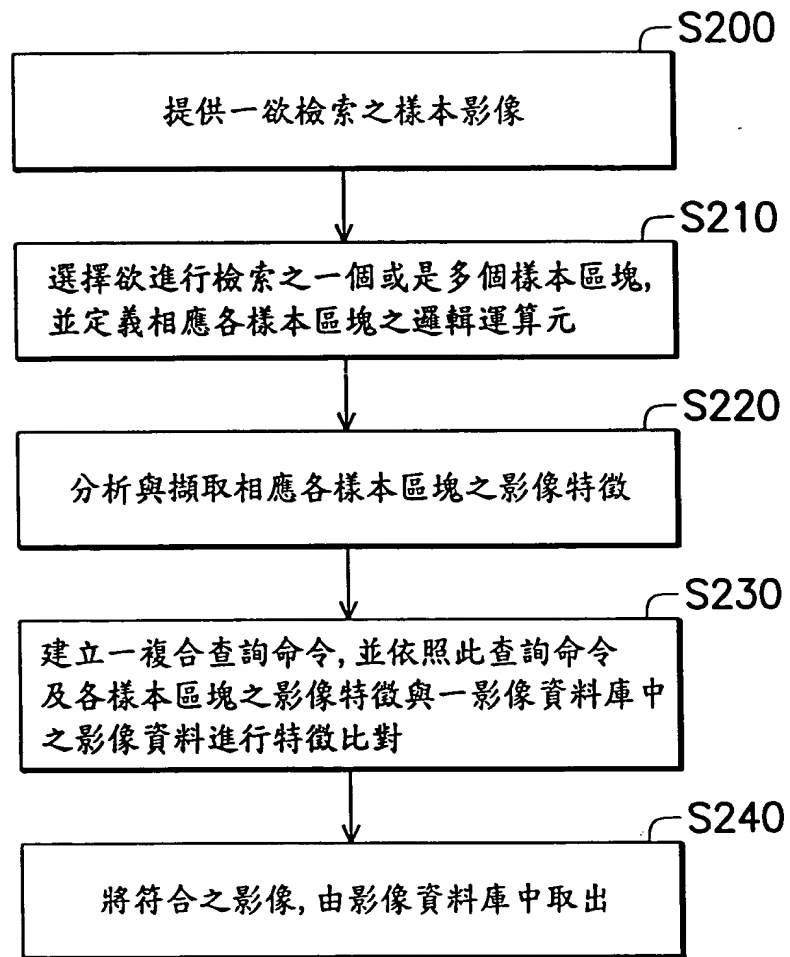 S200
提供一欲檢索之樣本影像
S210
選擇欲進行檢索之一個或是多個樣本區塊,
並定義相應各樣本區塊之邏輯運算元
S220
分析與擷取相應各樣本區塊之影像特徵
S230
建立一複合查詢命令, 並依照此查詢命令
及各樣本區塊之影像特徵與一影像資料庫中
之影像資料進行特徵比對
S240
將符合之影像, 由影像資料庫中取出